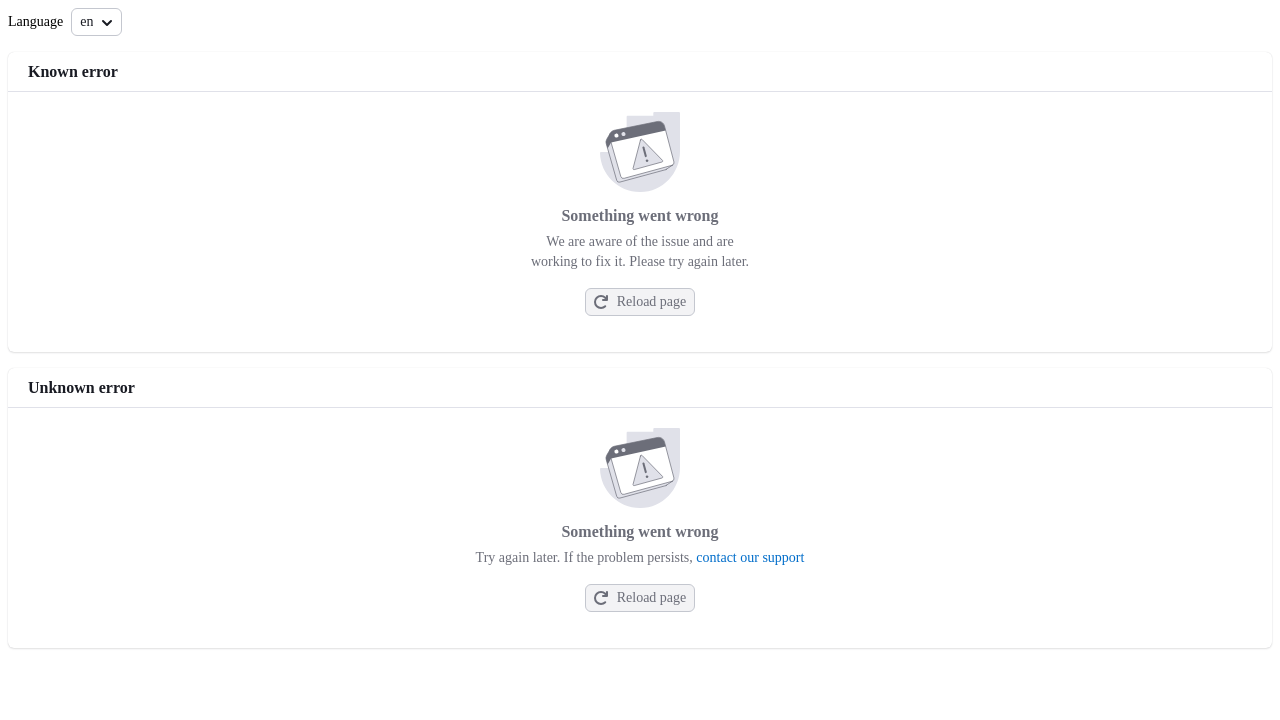 Language en
Known error
Something went wrong
We are aware of the issue and are
working to fix it. Please try again later.
Reload page
Unknown error
Something went wrong
Try again later. If the problem persists, contact our support
Reload page